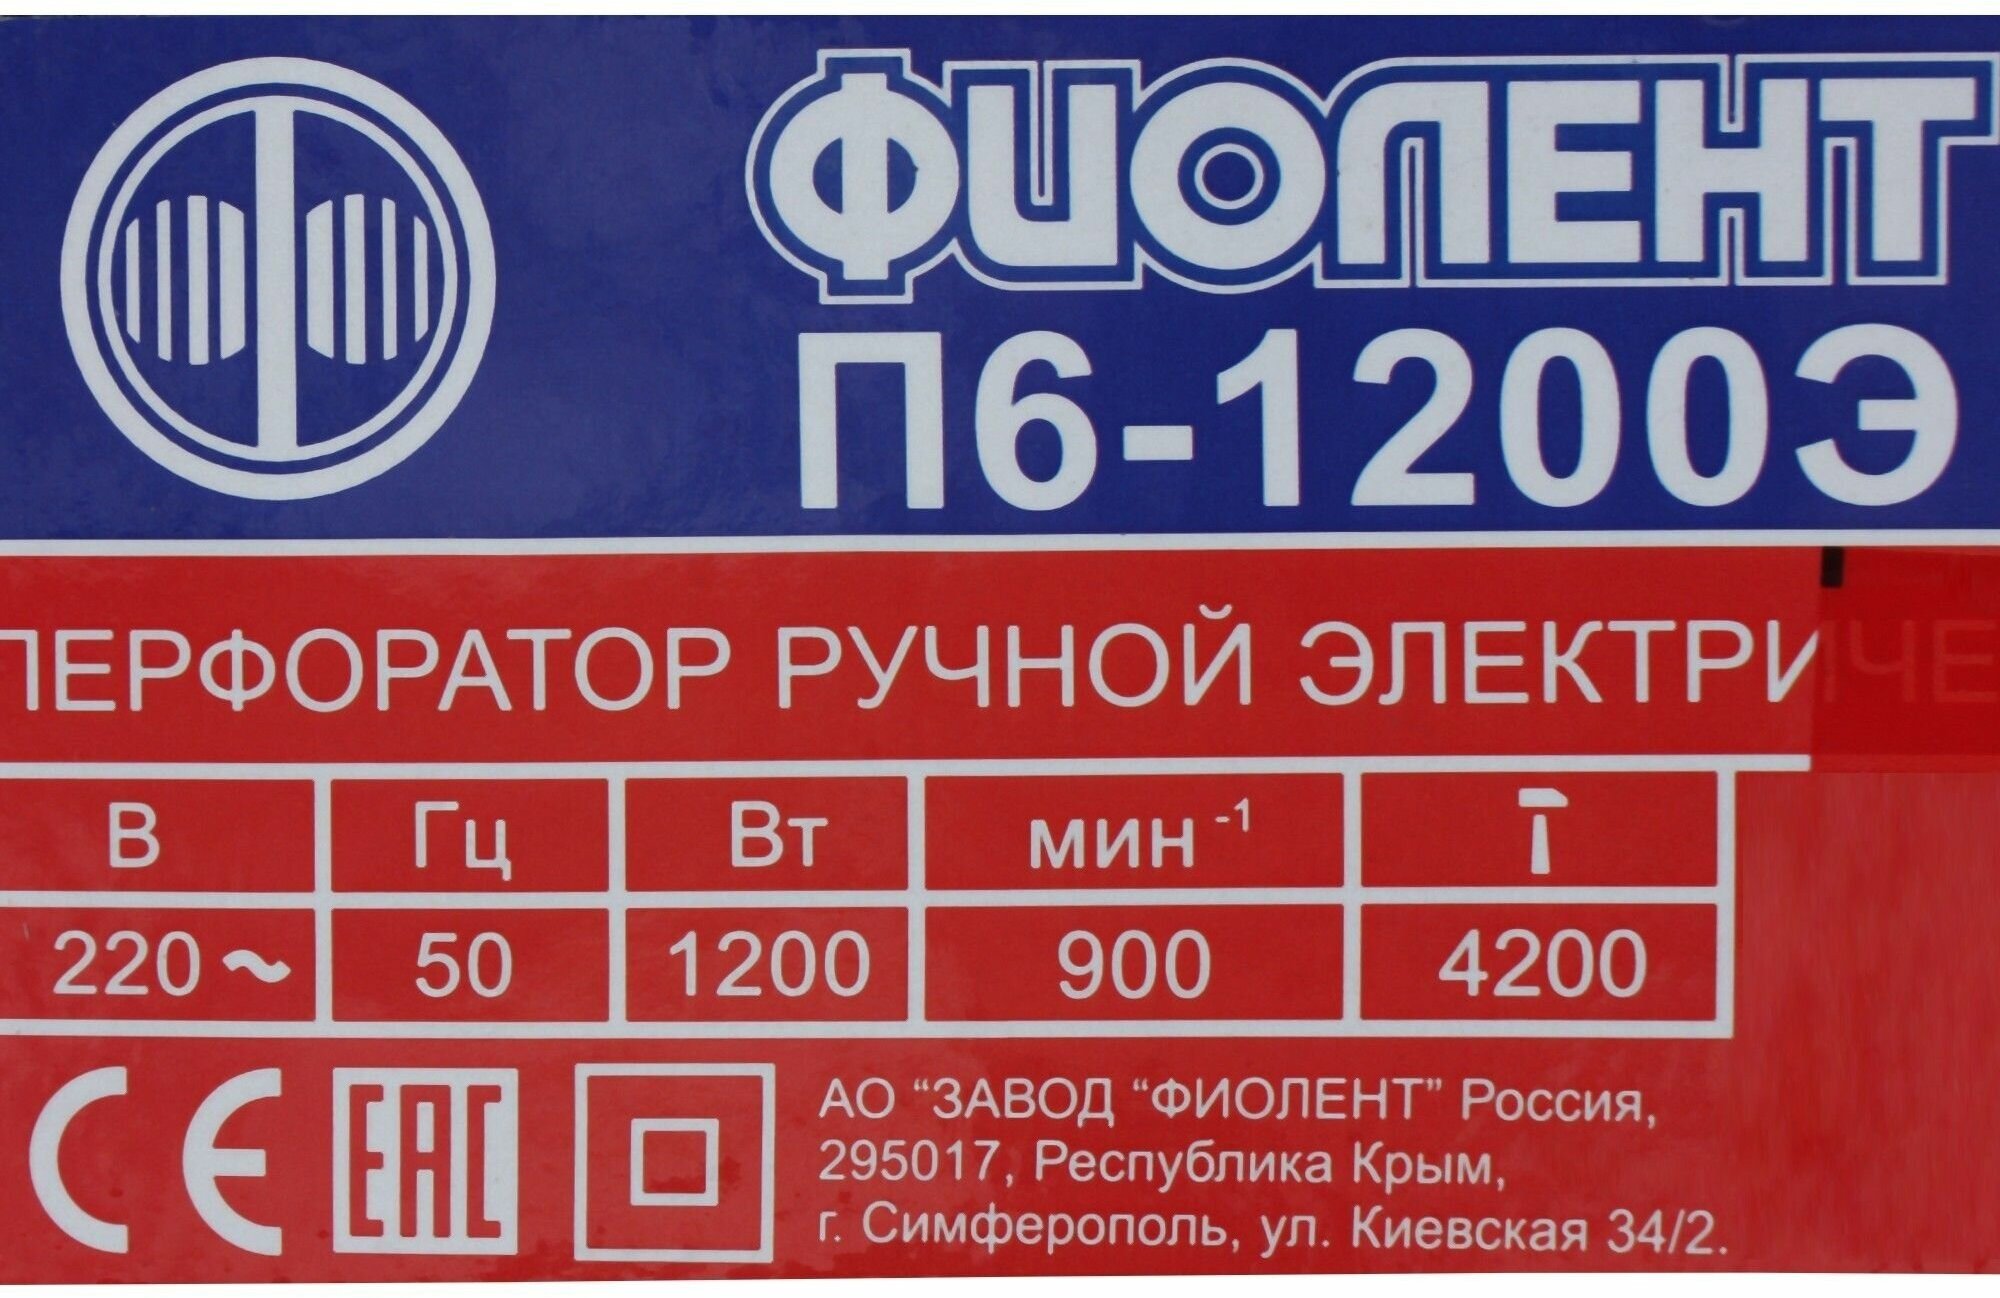 ФИОЛЕНТ
П6-1200Э
ПЕРФОРАТОР РУЧНОЙ ЭЛЕКТРИЧЕ
В Гц Вт мин -1
220 ~ 50 1200 900 4200
CE EAC
АО “ЗАВОД “ФИОЛЕНТ” Россия,
295017, Республика Крым,
г. Симферополь, ул. Киевская 34/2.